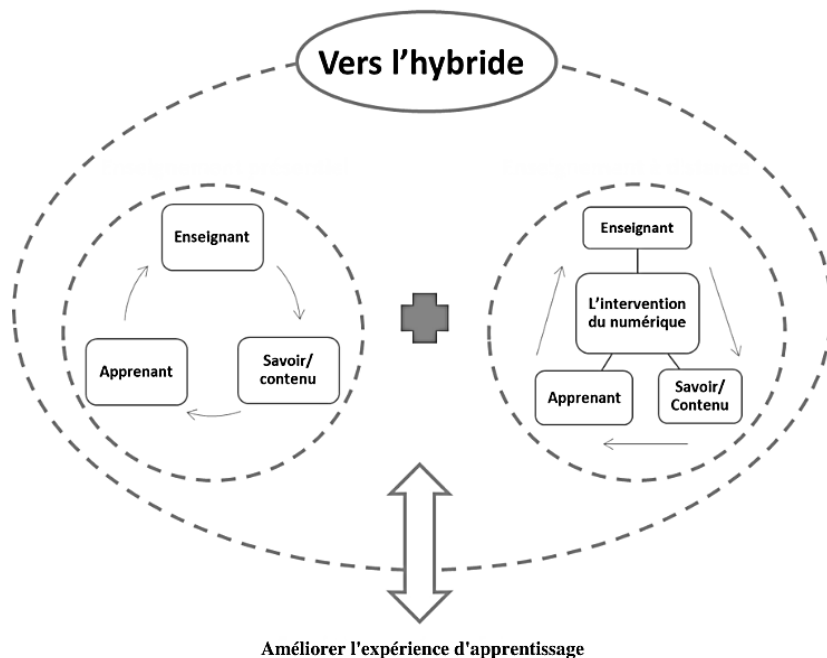 Vers l'hybride
Enseignant
Apprenant
Savoir/
contenu
Enseignant
L'intervention
du numérique
Apprenant
Savoir/
Contenu
Améliorer l'expérience d'apprentissage